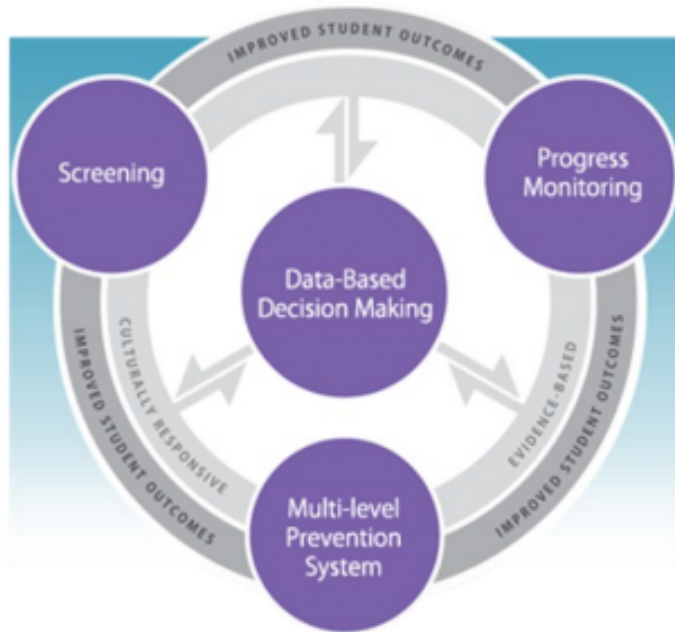 IMPROVED STUDENT OUTCOMES
Screening
Progress
Monitoring
Data-Based
Decision Making
CULTURALLY RESPONSIVE
EVIDENCE-BASED
IMPROVED STUDENT OUTCOMES
IMPROVED STUDENT OUTCOMES
Multi-level
Prevention
System